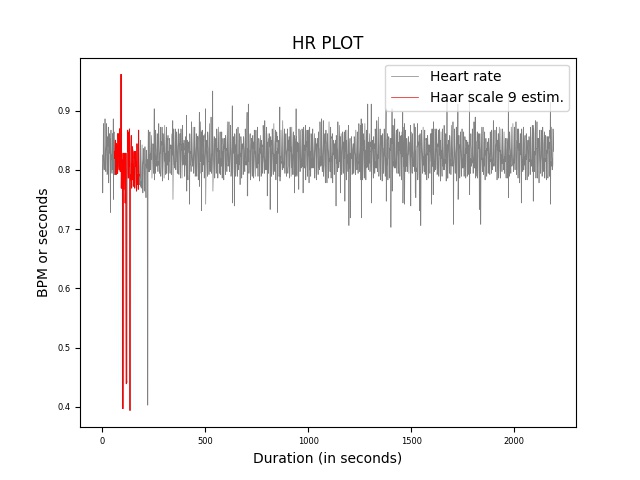 HR PLOT
Heart rate
Haar scale 9 estim.
BPM or seconds
0.9
0.8
0.7
0.6
0.5
0.4
0
500
1000
1500
2000
Duration (in seconds)